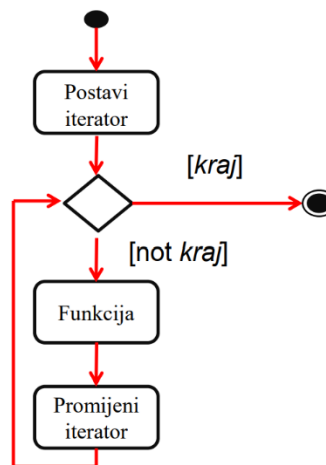 Postavi
iterator
[kraj]
[not kraj]
Funkcija
Promijeni
iterator